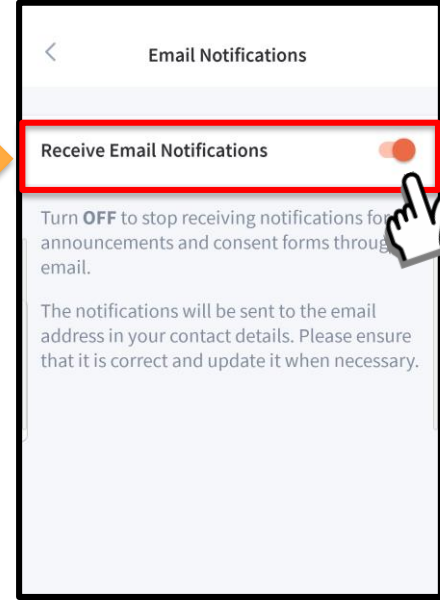 Email Notifications
Receive Email Notifications
Turn OFF to stop receiving notifications for
announcements and consent forms through
email.
The notifications will be sent to the email
address in your contact details. Please ensure
that it is correct and update it when necessary.